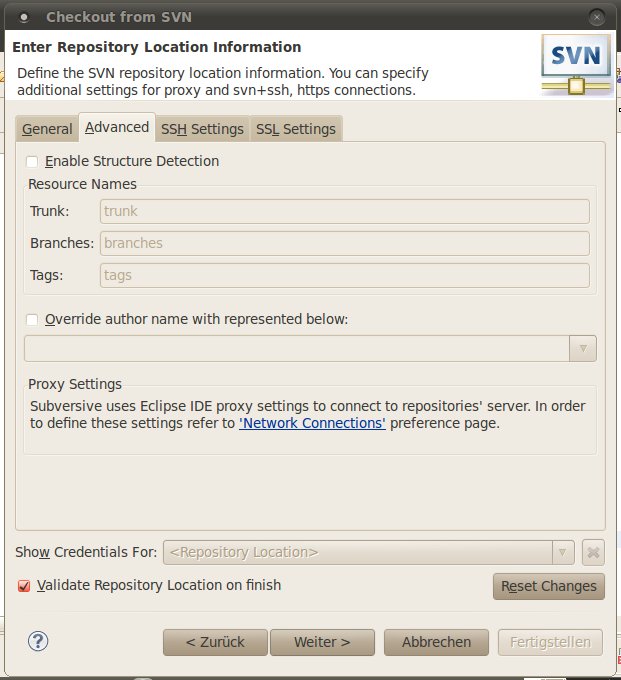 Checkout from SVN
Enter Repository Location Information
Define the SVN repository location information. You can specify
additional settings for proxy and svn+ssh, https connections.
SVN
General Advanced SSH Settings SSL Settings
Enable Structure Detection
Resource Names
Trunk: trunk
Branches: branches
Tags: tags
Override author name with represented below:
Proxy Settings
Subversive uses Eclipse IDE proxy settings to connect to repositories' server. In order
to define these settings refer to 'Network Connections' preference page.
Show Credentials For: <Repository Location>
Validate Repository Location on finish
Reset Changes
< Zurück Weiter > Abbrechen Fertigstellen